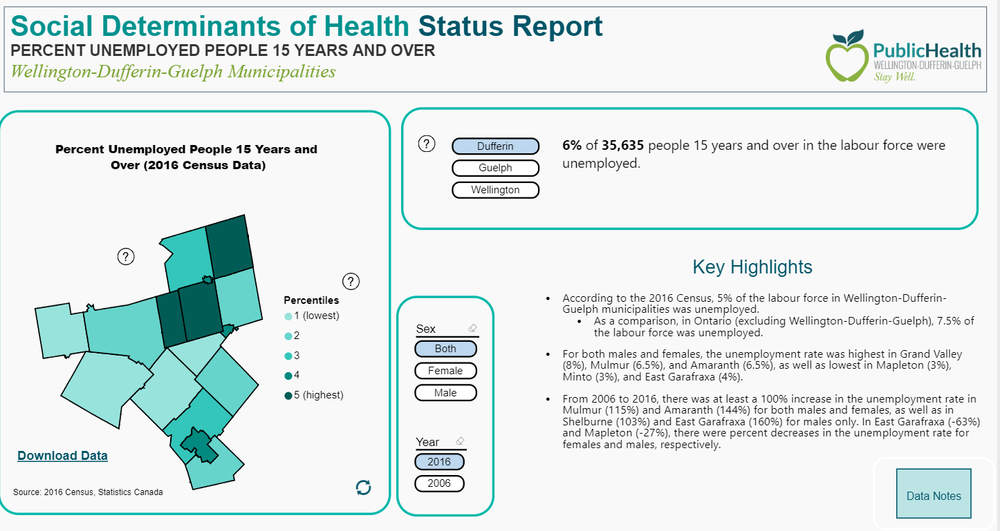 Social Determinants of Health Status Report
PERCENT UNEMPLOYED PEOPLE 15 YEARS AND OVER
Wellington-Dufferin-Guelph Municipalities
PublicHealth
WELLINGTON-DUFFERIN-GUELPH
Stay Well.
Percent Unemployed People 15 Years and
Over (2016 Census Data)
?
?
Percentiles
1 (lowest)
2
3
4
5 (highest)
Download Data
Source: 2016 Census, Statistics Canada
?
Dufferin
Guelph
Wellington
6% of 35,635 people 15 years and over in the labour force were
unemployed.
Sex
Both
Female
Male
Year
2016
2006
Key Highlights
• According to the 2016 Census, 5% of the labour force in Wellington-Dufferin-
Guelph municipalities was unemployed.
• As a comparison, in Ontario (excluding Wellington-Dufferin-Guelph), 7.5% of
the labour force was unemployed.
• For both males and females, the unemployment rate was highest in Grand Valley
(8%), Mulmur (6.5%), and Amaranth (6.5%), as well as lowest in Mapleton (3%),
Minto (3%), and East Garafraxa (4%).
• From 2006 to 2016, there was at least a 100% increase in the unemployment rate in
Mulmur (115%) and Amaranth (144%) for both males and females, as well as in
Shelburne (103%) and East Garafraxa (160%) for males only. In East Garafraxa (-63%)
and Mapleton (-27%), there were percent decreases in the unemployment rate for
females and males, respectively.
Data Notes